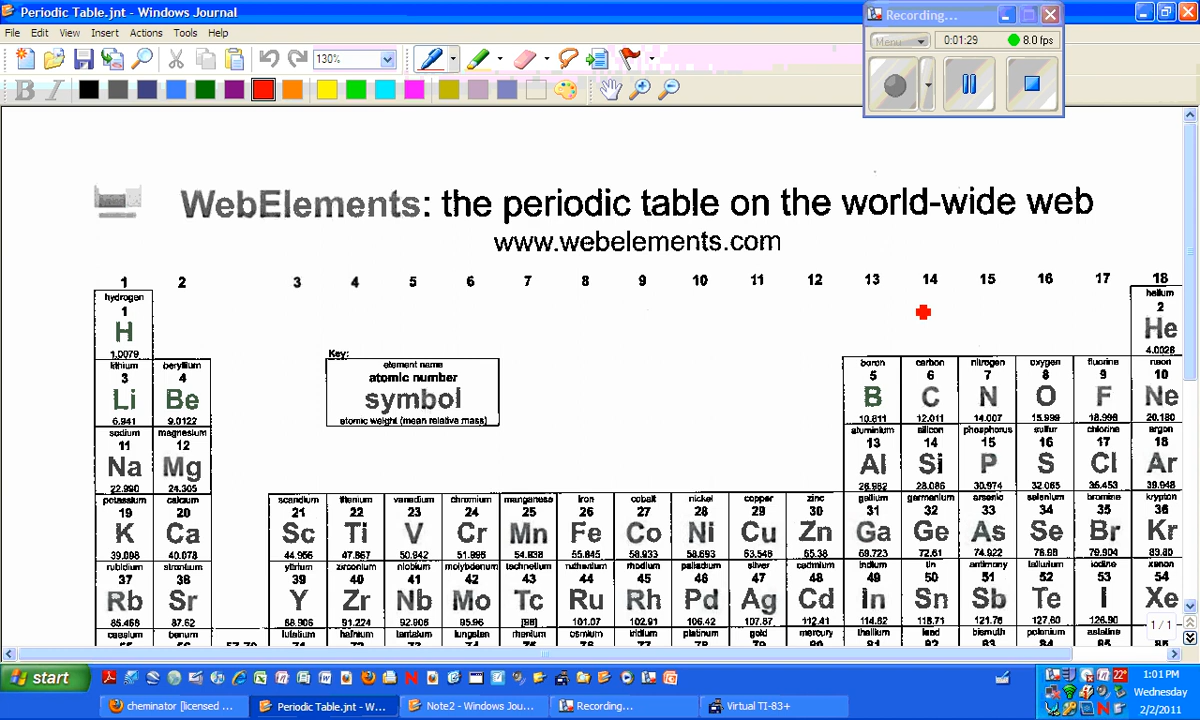 Periodic Table.jnt - Windows Journal
Recording...
File Edit View Insert Actions Tools Help
Menu 0:01:29 8.0 fps
130%
B I
WebElements: the periodic table on the world-wide web
www.webelements.com
1 2 3 4 5 6 7 8 9 10 11 12 13 14 15 16 17 18
hydrogen helium
1 2
H He
1.0079 4.0026
Key:
lithium beryllium element name boron carbon nitrogen oxygen fluorine neon
3 4 atomic number 5 6 7 8 9 10
Li Be symbol B C N O F Ne
6.941 9.0122 atomic weight (mean relative mass) 10.811 12.011 14.007 15.999 18.998 20.180
sodium magnesium aluminium silicon phosphorus sulfur chlorine argon
11 12 13 14 15 16 17 18
Na Mg Al Si P S Cl Ar
22.990 24.305 26.982 28.086 30.974 32.065 35.453 39.948
potassium calcium scandium titanium vanadium chromium manganese iron cobalt nickel copper zinc gallium germanium arsenic selenium bromine krypton
19 20 21 22 23 24 25 26 27 28 29 30 31 32 33 34 35 36
K Ca Sc Ti V Cr Mn Fe Co Ni Cu Zn Ga Ge As Se Br Kr
39.098 40.078 44.956 47.867 50.942 51.996 54.938 55.845 58.933 58.693 63.546 65.38 69.723 72.61 74.922 78.96 79.904 83.80
rubidium strontium yttrium zirconium niobium molybdenum technetium ruthenium rhodium palladium silver cadmium indium tin antimony tellurium iodine xenon
37 38 39 40 41 42 43 44 45 46 47 48 49 50 51 52 53 54
Rb Sr Y Zr Nb Mo Tc Ru Rh Pd Ag Cd In Sn Sb Te I Xe
85.468 87.62 88.906 91.224 92.906 95.96 [98] 101.07 102.91 106.42 107.87 112.41 114.82 118.71 121.76 127.60 126.90
caesium barium lutetium hafnium tantalum tungsten rhenium osmium iridium platinum gold mercury thallium lead bismuth polonium astatine
1 / 1
start 22° 1:01 PM
Wednesday
cheminator [licensed ... Periodic Table.jnt - W... Note2 - Windows Jou... Recording... Virtual TI-83+ 2/2/2011